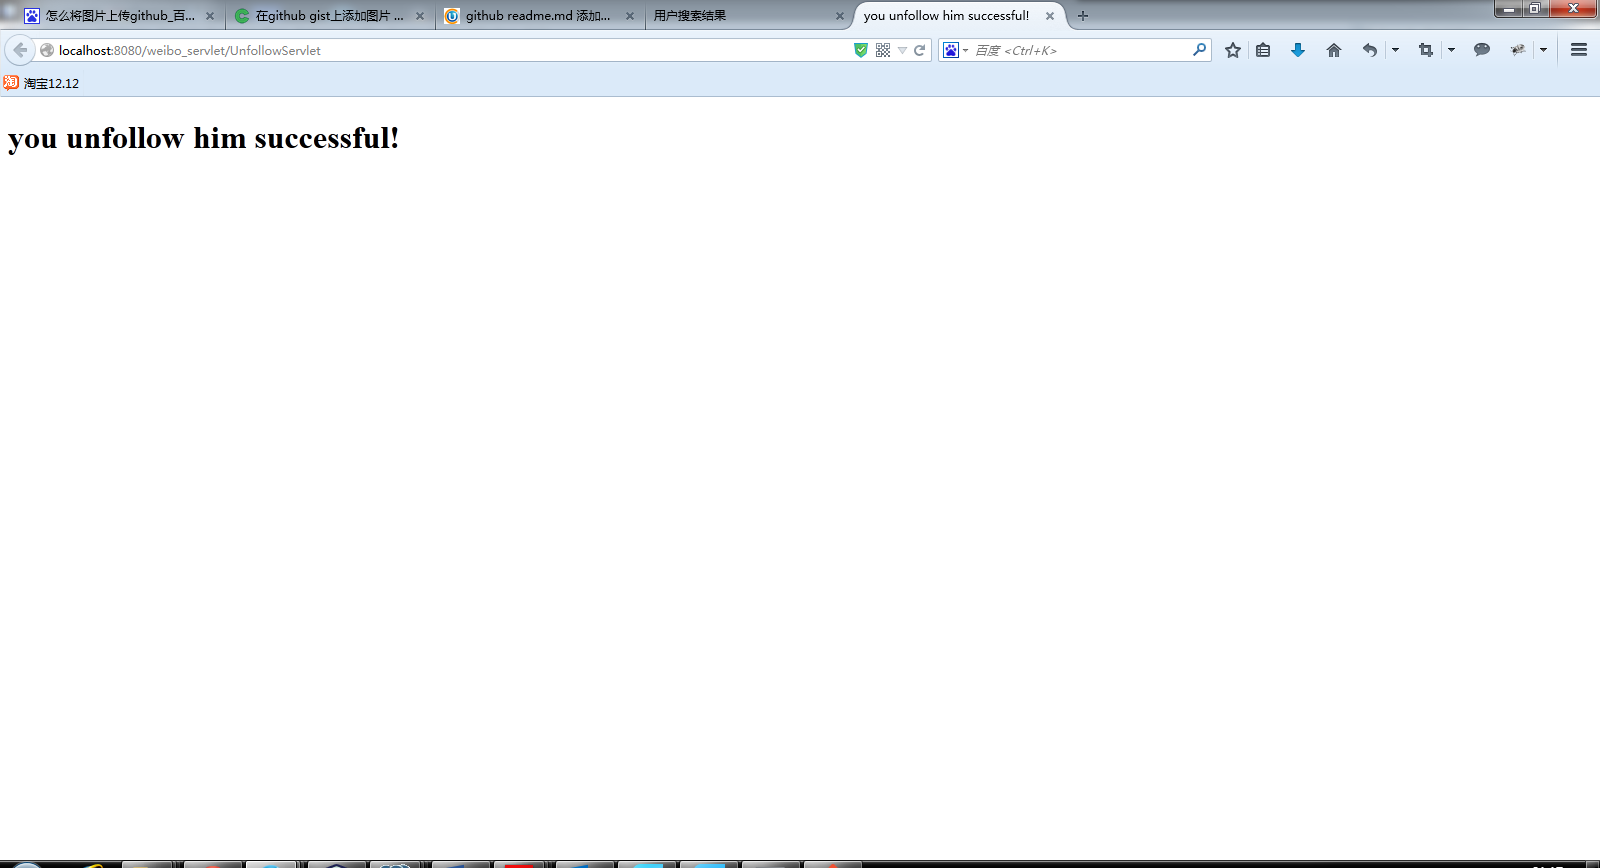 怎么将图片上传github_百...
在github gist上添加图片 ...
github readme.md 添加...
用户搜索结果
you unfollow him successful!
localhost:8080/weibo_servlet/UnfollowServlet
百度 <Ctrl+K>
淘 淘宝12.12
you unfollow him successful!